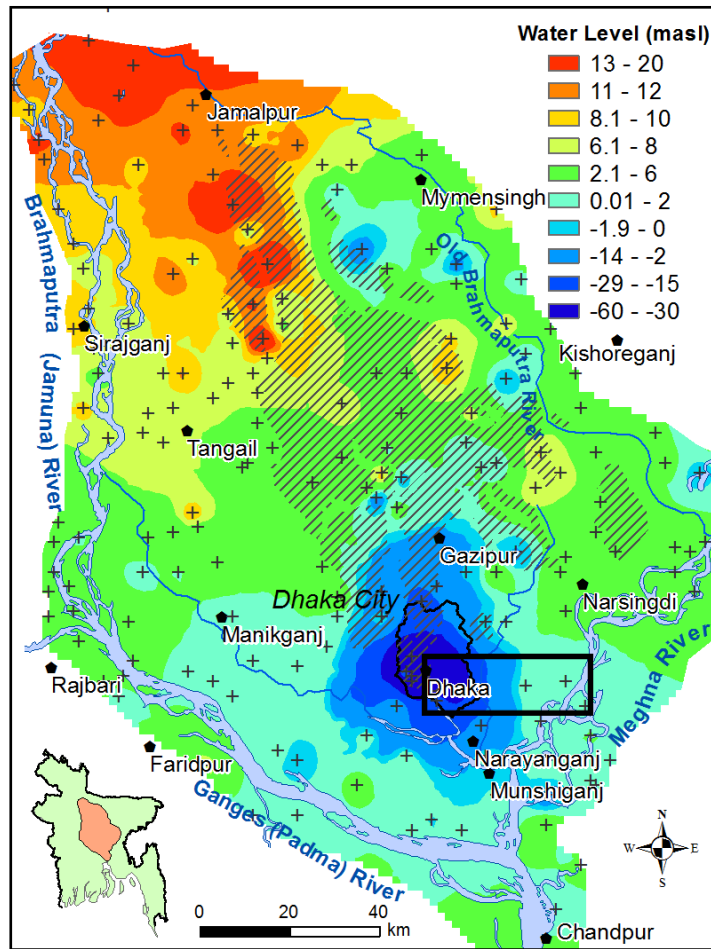 Water Level (masl)
13 - 20
11 - 12
8.1 - 10
6.1 - 8
2.1 - 6
0.01 - 2
-1.9 - 0
-14 - -2
-29 - -15
-60 - -30
Jamalpur
Mymensingh
Brahmaputra
(Jamuna) River
Old Brahmaputra
River
Sirajganj
Kishoreganj
Tangail
Gazipur
Dhaka City
Narsingdi
Manikganj
Rajbari
Dhaka
Meghna River
Faridpur
Narayanganj
Munshiganj
Ganges (Padma) River
N
W
E
S
0
20
40
km
Chandpur